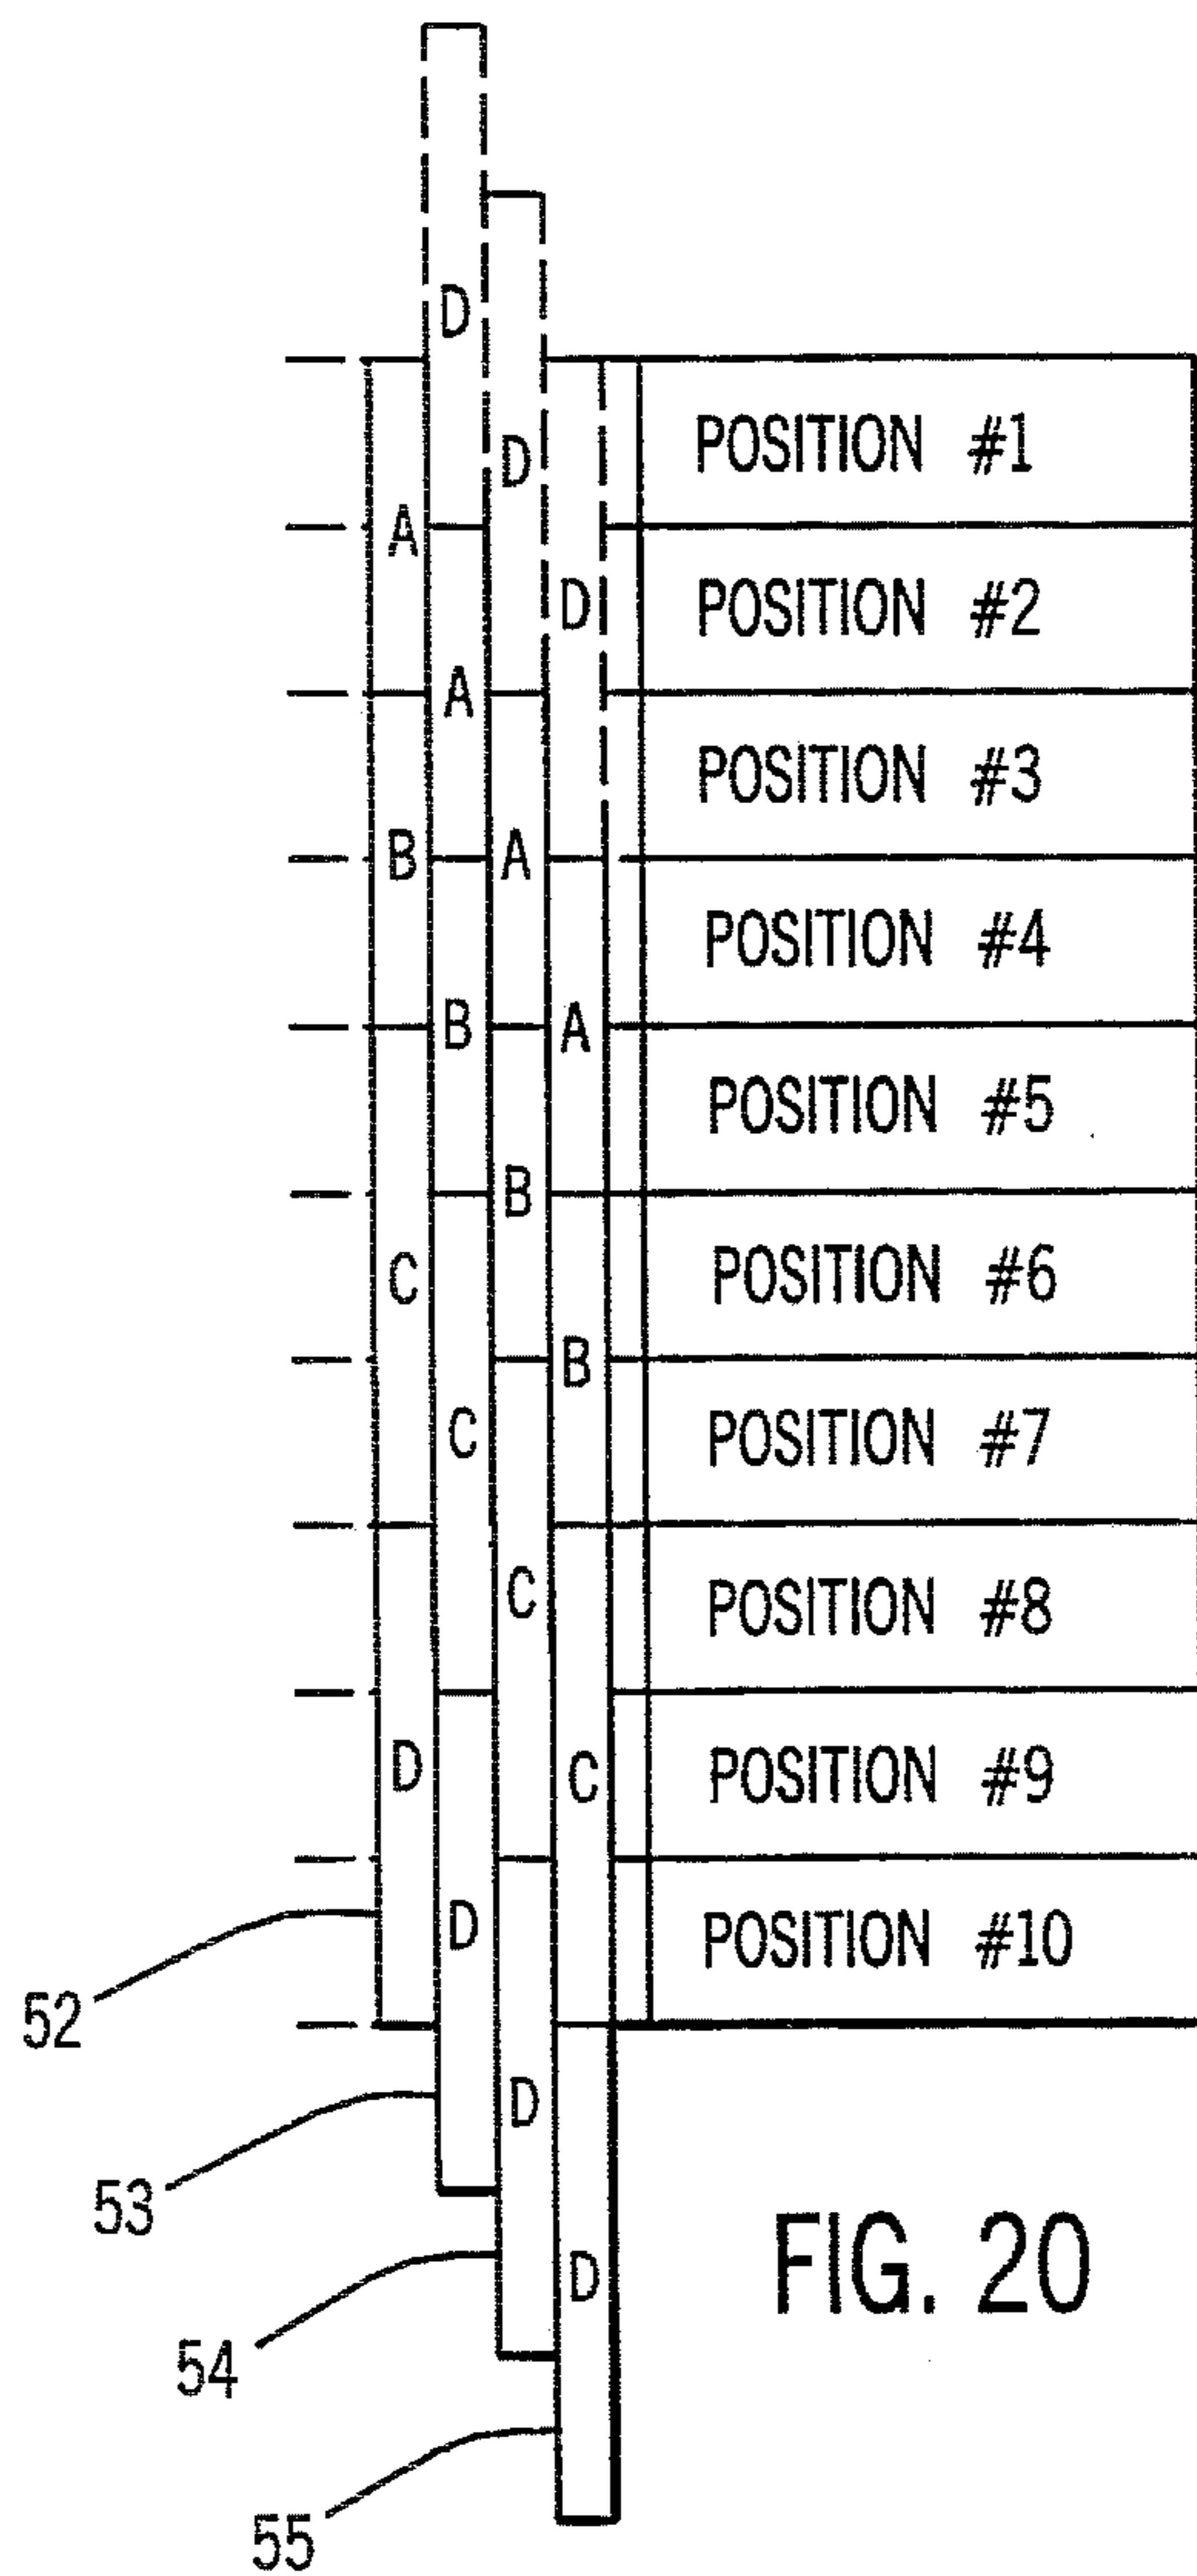 D
D
POSITION #1
A
D
POSITION #2
A
POSITION #3
B
A
POSITION #4
B
A
POSITION #5
B
C
POSITION #6
B
C
POSITION #7
C
POSITION #8
D
C
POSITION #9
D
POSITION #10
52
D
53
D
FIG. 20
54
55